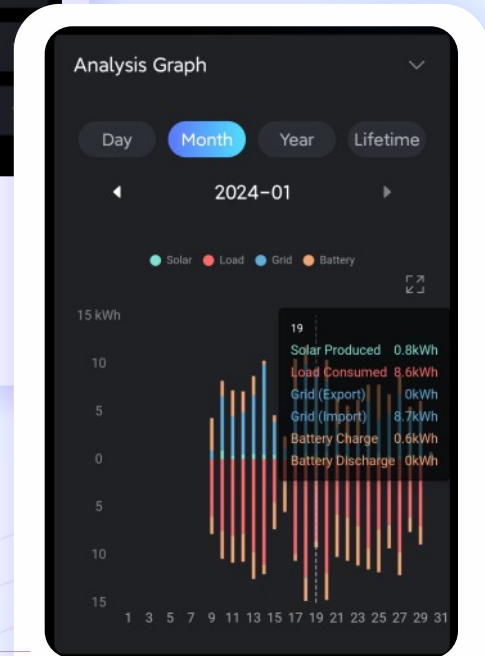 Analysis Graph
Day Month Year Lifetime
2024-01
Solar Load Grid Battery
15 kWh
19
Solar Produced 0.8kWh
10
Load Consumed 8.6kWh
Grid (Export) 0kWh
5
Grid (Import) 8.7kWh
Battery Charge 0.6kWh
0
Battery Discharge 0kWh
5
10
15
1 3 5 7 9 11 13 15 17 19 21 23 25 27 29 31